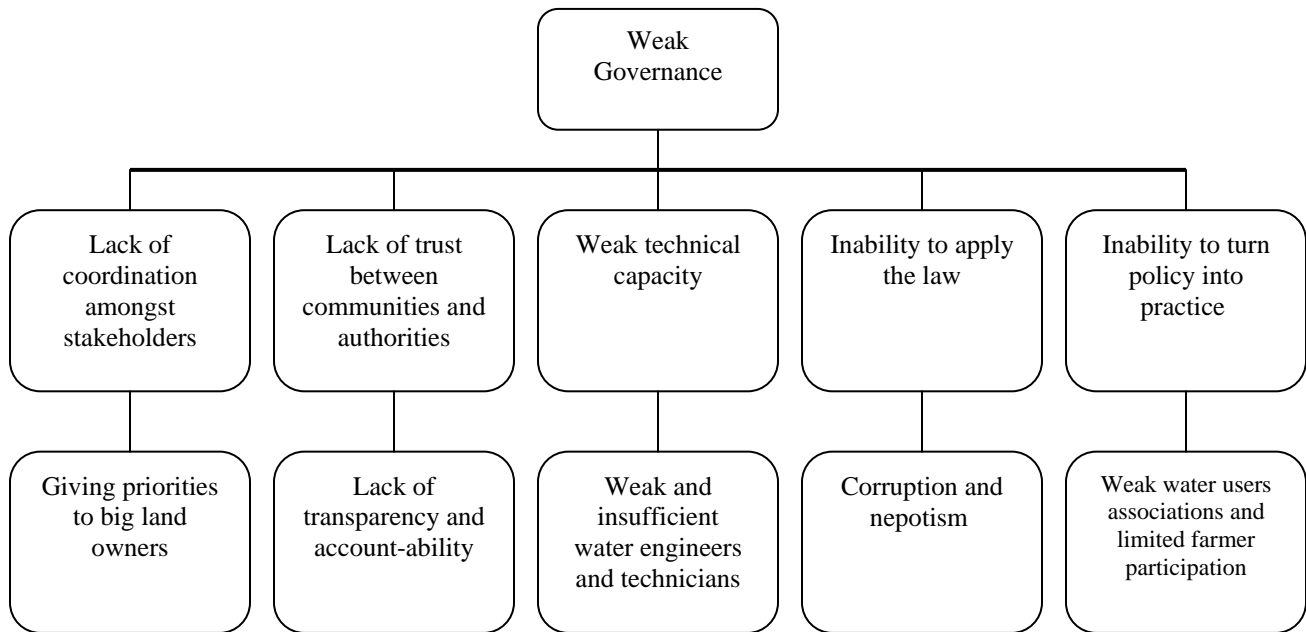 Weak
Governance
Lack of
coordination
amongst
stakeholders
Lack of trust
between
communities and
authorities
Weak technical
capacity
Inability to apply
the law
Inability to turn
policy into
practice
Giving priorities
to big land
owners
Lack of
transparency and
account-ability
Weak and
insufficient
water engineers
and technicians
Corruption and
nepotism
Weak water users
associations and
limited farmer
participation